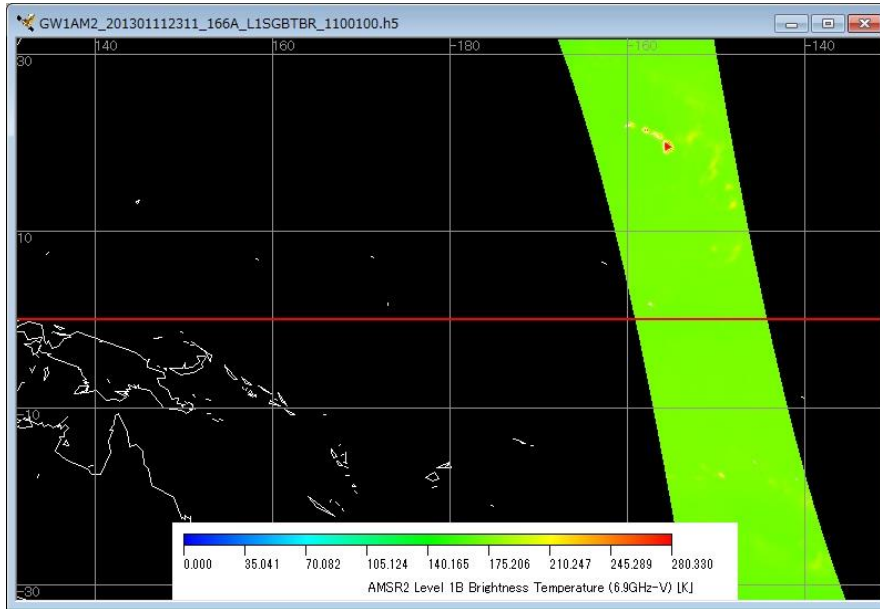 GW1AM2_201301112311_166A_L1SGBTBR_1100100.h5
140 160 -180 -160 -140
30
10
-10
-30
0.000 35.041 70.082 105.124 140.165 175.206 210.247 245.289 280.330
AMSR2 Level 1B Brightness Temperature (6.9GHz-V) [K]